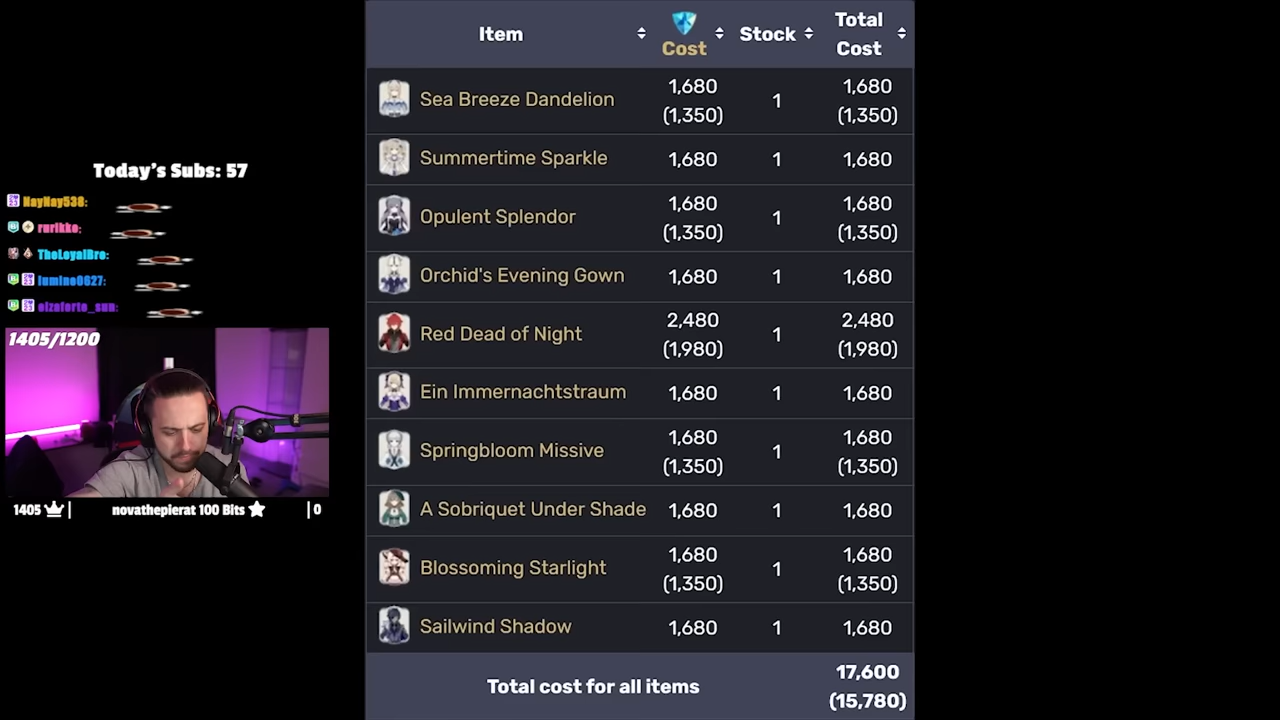 Today's Subs: 57
NayNay538:
rurikko:
TheLoyalBro:
lumine0627:
1405/1200
1405 | novathepierat 100 Bits | 0
Item Cost Stock Total Cost
Sea Breeze Dandelion 1,680 (1,350) 1 1,680 (1,350)
Summertime Sparkle 1,680 1 1,680
Opulent Splendor 1,680 (1,350) 1 1,680 (1,350)
Orchid's Evening Gown 1,680 1 1,680
Red Dead of Night 2,480 (1,980) 1 2,480 (1,980)
Ein Immernachtstraum 1,680 1 1,680
Springbloom Missive 1,680 (1,350) 1 1,680 (1,350)
A Sobriquet Under Shade 1,680 1 1,680
Blossoming Starlight 1,680 (1,350) 1 1,680 (1,350)
Sailwind Shadow 1,680 1 1,680
Total cost for all items 17,600 (15,780)